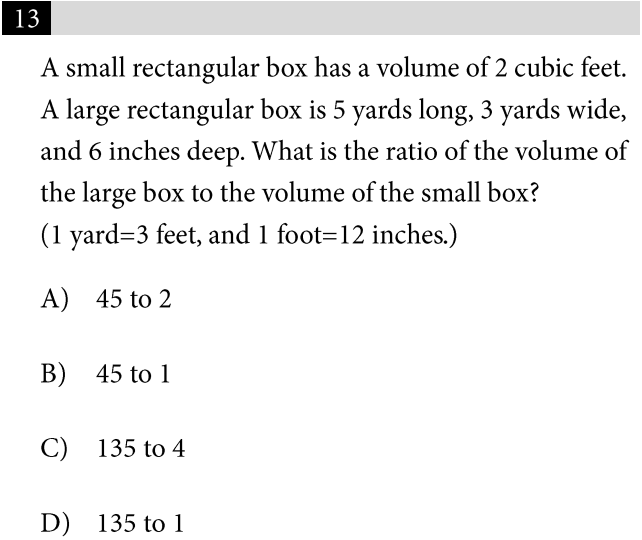 13
A small rectangular box has a volume of 2 cubic feet.
A large rectangular box is 5 yards long, 3 yards wide,
and 6 inches deep. What is the ratio of the volume of
the large box to the volume of the small box?
(1 yard=3 feet, and 1 foot=12 inches.)
A) 45 to 2
B) 45 to 1
C) 135 to 4
D) 135 to 1